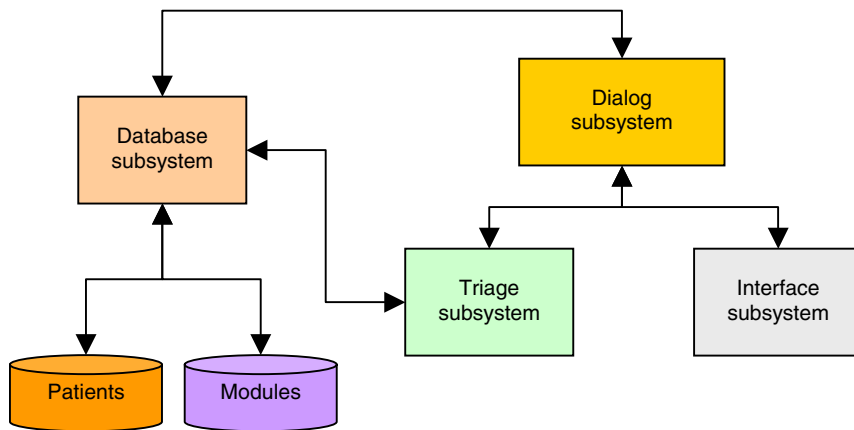 Dialog
subsystem
Database
subsystem
Triage
subsystem
Interface
subsystem
Patients
Modules